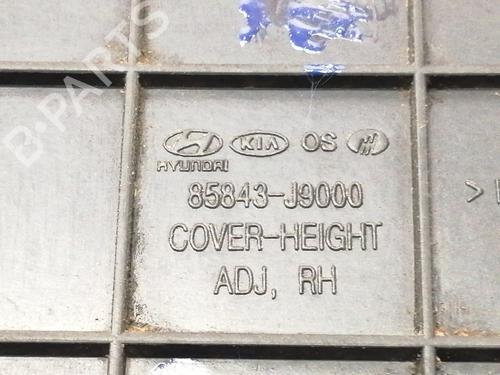 B-PARTS
HYUNDAI KIA OS
85843-J9000
COVER-HEIGHT
ADJ, RH